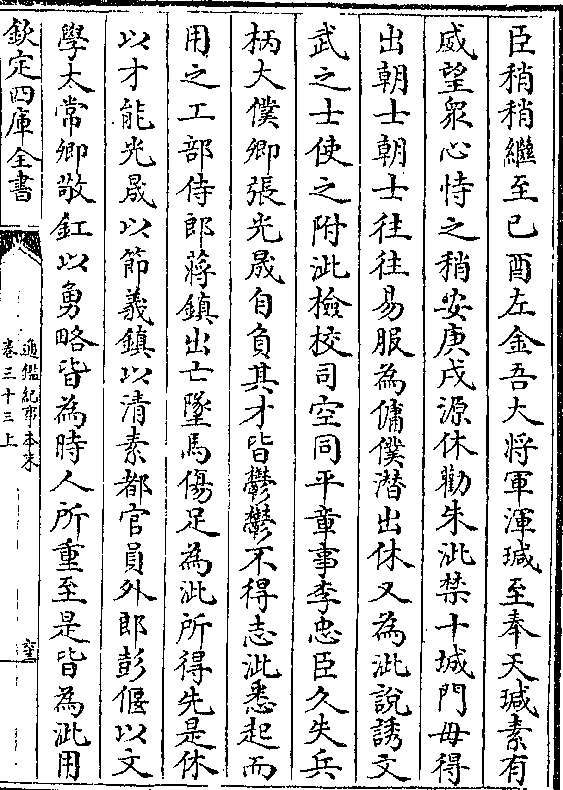 臣稍稍繼至己酉左金吾大將軍渾瑊至奉天瑊素有
威望衆心恃之稍安庚戌源休勸朱泚禁十城門毋得
出朝士朝士往往易服為傭僕潜出休又為泚說誘文
武之士使之附泚檢校司空同平章事李忠臣久失兵
柄太僕卿張光晟自負其才皆鬱鬱不得志泚悉起而
用之工部侍郎蔣鎮出亡墜馬傷足為泚所得先是休
以才能光晟以節義鎮以清素都官員外郎彭偃以文
學太常卿敬釭以勇略皆為時人所重至是皆為泚用
欽定四庫全書
通鑑紀事本末
卷三十三上